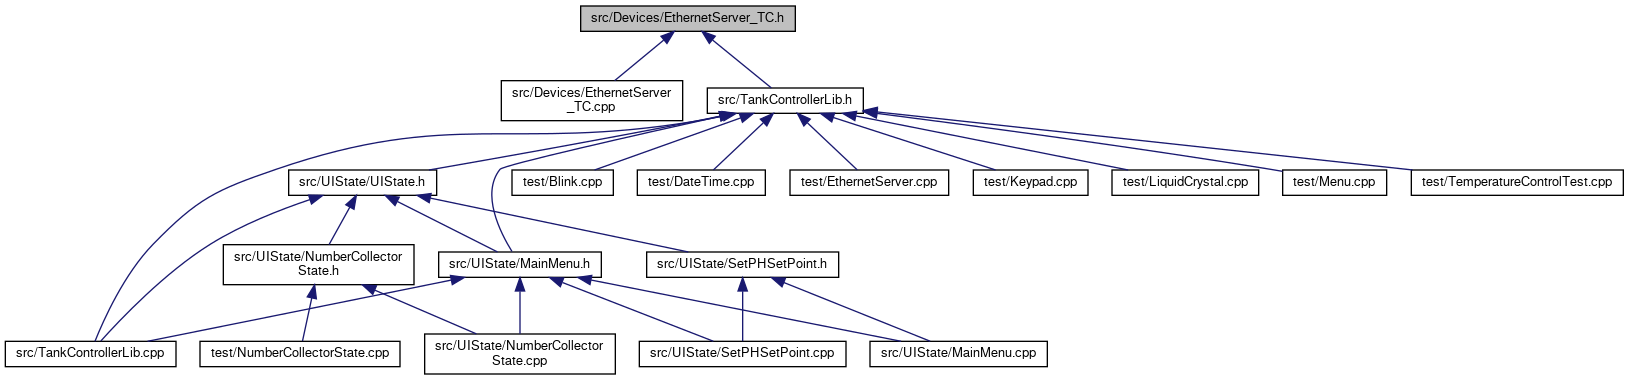 src/Devices/EthernetServer_TC.h
src/Devices/EthernetServer
_TC.cpp
src/TankControllerLib.h
src/UIState/UIState.h
test/Blink.cpp
test/DateTime.cpp
test/EthernetServer.cpp
test/Keypad.cpp
test/LiquidCrystal.cpp
test/Menu.cpp
test/TemperatureControlTest.cpp
src/UIState/NumberCollector
State.h
src/UIState/MainMenu.h
src/UIState/SetPHSetPoint.h
src/TankControllerLib.cpp
test/NumberCollectorState.cpp
src/UIState/NumberCollector
State.cpp
src/UIState/SetPHSetPoint.cpp
src/UIState/MainMenu.cpp